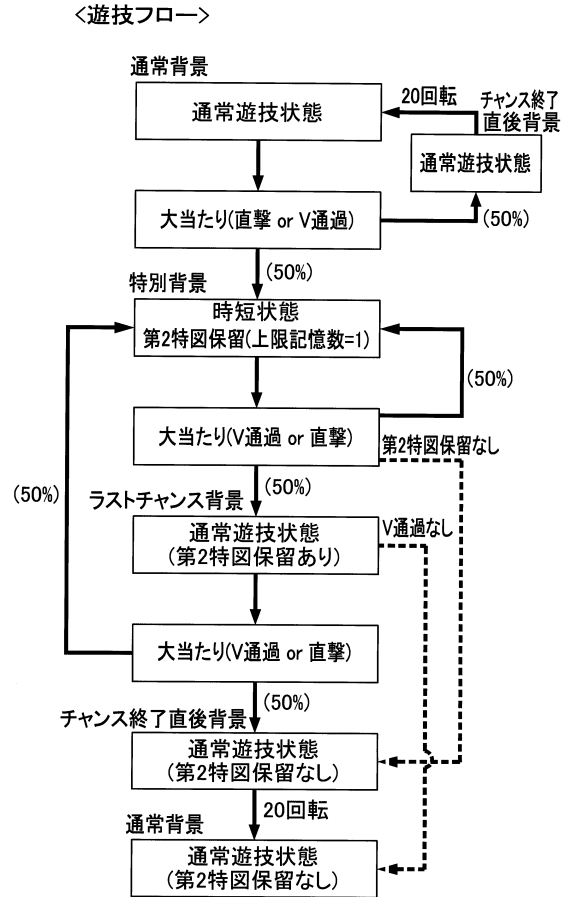 <遊技フロー>
通常背景
通常遊技状態
20回転
チャンス終了
直後背景
通常遊技状態
大当たり(直撃 or V通過)
(50%)
(50%)
特別背景
時短状態
第2特図保留(上限記憶数=1)
(50%)
大当たり(V通過 or 直撃)
第2特図保留なし
(50%)
(50%)
ラストチャンス背景
V通過なし
通常遊技状態
(第2特図保留あり)
大当たり(V通過 or 直撃)
(50%)
チャンス終了直後背景
通常遊技状態
(第2特図保留なし)
20回転
通常背景
通常遊技状態
(第2特図保留なし)